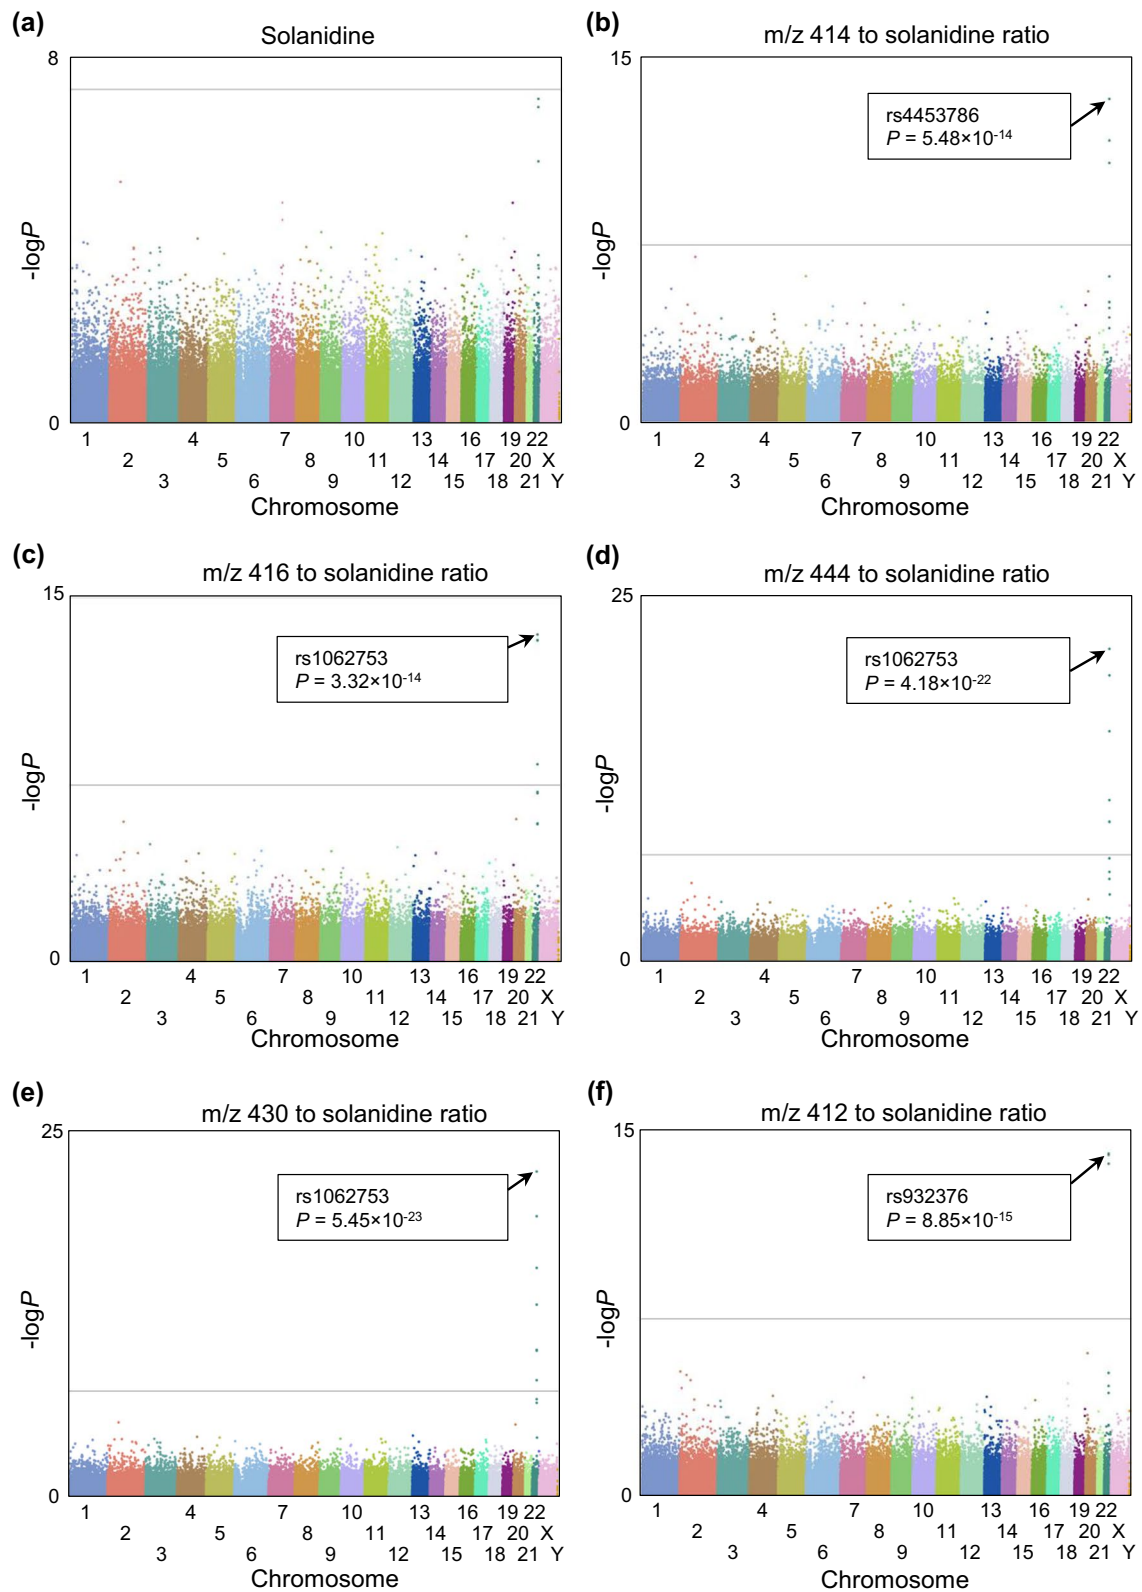 (a)
Solanidine
8
-logP
0
1 4 7 10 13 16 19 22
2 5 8 11 14 17 20 X
3 6 9 12 15 18 21 Y
Chromosome
(b)
m/z 414 to solanidine ratio
15
rs4453786
P = 5.48×10⁻¹⁴
-logP
0
1 4 7 10 13 16 19 22
2 5 8 11 14 17 20 X
3 6 9 12 15 18 21 Y
Chromosome
(c)
m/z 416 to solanidine ratio
15
rs1062753
P = 3.32×10⁻¹⁴
-logP
0
1 4 7 10 13 16 19 22
2 5 8 11 14 17 20 X
3 6 9 12 15 18 21 Y
Chromosome
(d)
m/z 444 to solanidine ratio
25
rs1062753
P = 4.18×10⁻²²
-logP
0
1 4 7 10 13 16 19 22
2 5 8 11 14 17 20 X
3 6 9 12 15 18 21 Y
Chromosome
(e)
m/z 430 to solanidine ratio
25
rs1062753
P = 5.45×10⁻²³
-logP
0
1 4 7 10 13 16 19 22
2 5 8 11 14 17 20 X
3 6 9 12 15 18 21 Y
Chromosome
(f)
m/z 412 to solanidine ratio
15
rs932376
P = 8.85×10⁻¹⁵
-logP
0
1 4 7 10 13 16 19 22
2 5 8 11 14 17 20 X
3 6 9 12 15 18 21 Y
Chromosome